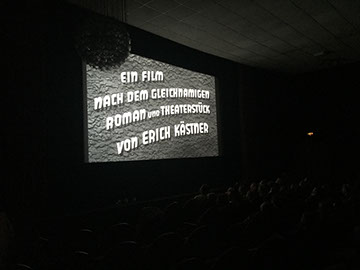 EIN FILM
NACH DEM GLEICHNAMIGEN
ROMAN UND THEATERSTÜCK
VON ERICH KÄSTNER